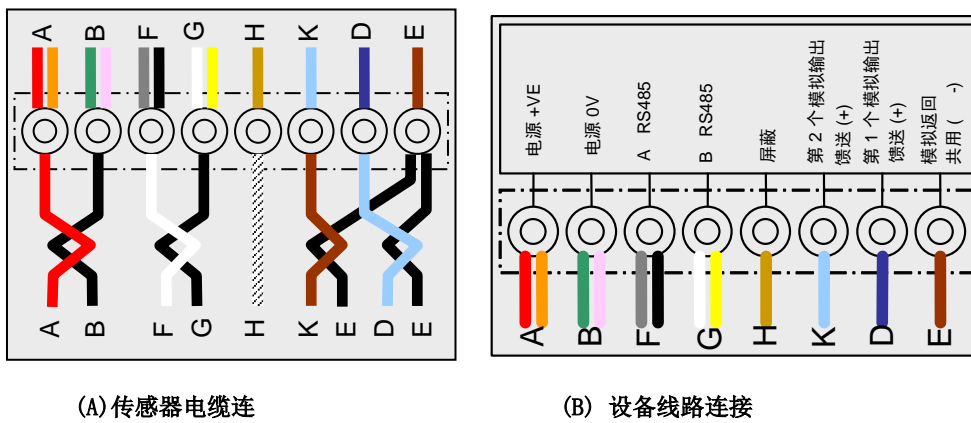 A B F G H K D E
A B F G H K E D E
(A)传感器电缆连
电源 +VE
电源 0V
A RS485
B RS485
屏蔽
第 2 个模拟输出
馈送 (+)
第 1 个 模拟输出
馈送 (+)
模拟返回
共用 ( -)
A B F G H K D E
(B) 设备线路连接